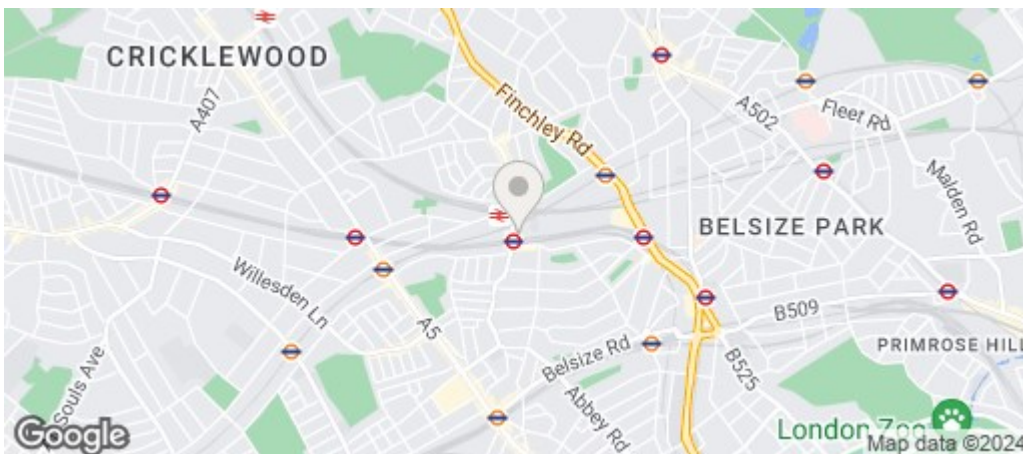 CRICKLEWOOD
A407
Finchley Rd
A502
Fleet Rd
Malden Rd
BELSIZE PARK
Willesden Ln
A5
B509
Belsize Rd
PRIMROSE HILL
B525
Souls Ave
Abbey Rd
London Zoo
Google
Map data ©2024